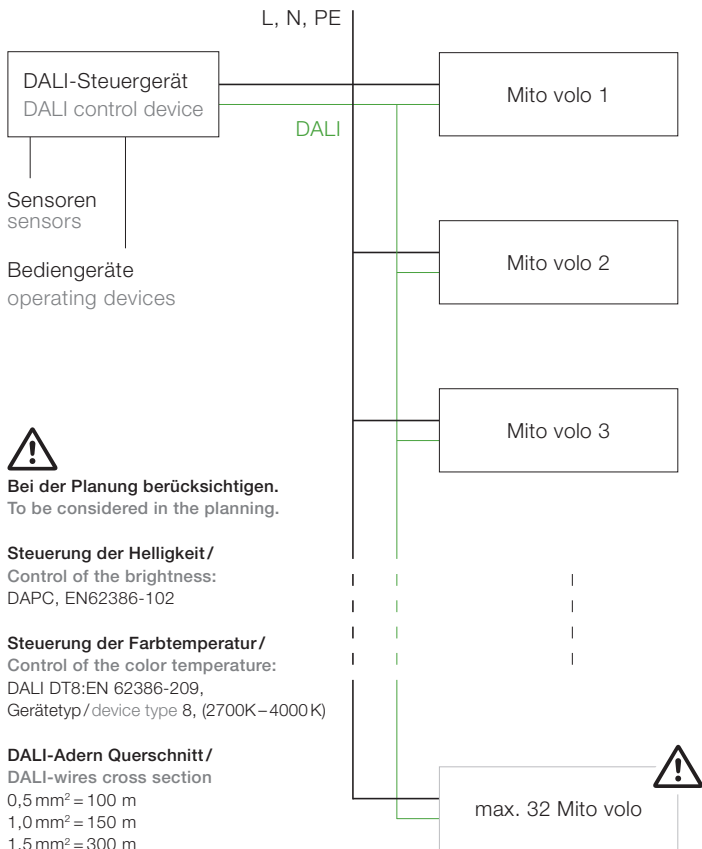 L, N, PE
DALI-Steuergerät
DALI control device
DALI
Mito volo 1
Sensoren
sensors
Bediengeräte
operating devices
Mito volo 2
Mito volo 3
Bei der Planung berücksichtigen.
To be considered in the planning.
Steuerung der Helligkeit/
Control of the brightness:
DAPC, EN62386-102
Steuerung der Farbtemperatur/
Control of the color temperature:
DALI DT8:EN 62386-209,
Gerätetyp/device type 8, (2700K–4000K)
DALI-Adern Querschnitt/
DALI-wires cross section
0,5 mm² = 100 m
1,0 mm² = 150 m
1,5 mm² = 300 m
max. 32 Mito volo